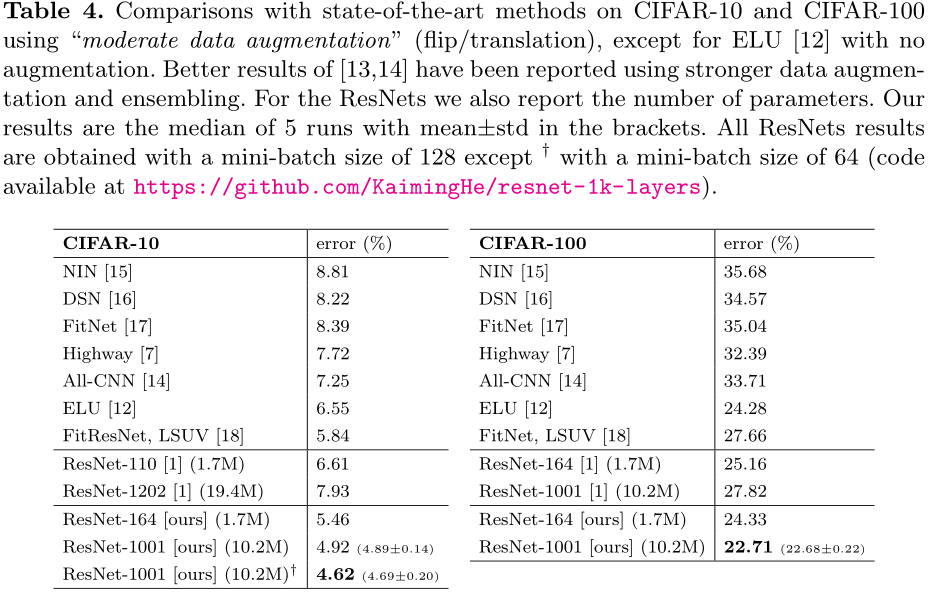 Table 4. Comparisons with state-of-the-art methods on CIFAR-10 and CIFAR-100
using “moderate data augmentation” (flip/translation), except for ELU [12] with no
augmentation. Better results of [13,14] have been reported using stronger data augmen-
tation and ensembling. For the ResNets we also report the number of parameters. Our
results are the median of 5 runs with mean±std in the brackets. All ResNets results
are obtained with a mini-batch size of 128 except † with a mini-batch size of 64 (code
available at https://github.com/KaimingHe/resnet-1k-layers).
CIFAR-10 error (%)
NIN [15] 8.81
DSN [16] 8.22
FitNet [17] 8.39
Highway [7] 7.72
All-CNN [14] 7.25
ELU [12] 6.55
FitResNet, LSUV [18] 5.84
ResNet-110 [1] (1.7M) 6.61
ResNet-1202 [1] (19.4M) 7.93
ResNet-164 [ours] (1.7M) 5.46
ResNet-1001 [ours] (10.2M) 4.92 (4.89±0.14)
ResNet-1001 [ours] (10.2M)† 4.62 (4.69±0.20)
CIFAR-100 error (%)
NIN [15] 35.68
DSN [16] 34.57
FitNet [17] 35.04
Highway [7] 32.39
All-CNN [14] 33.71
ELU [12] 24.28
FitNet, LSUV [18] 27.66
ResNet-164 [1] (1.7M) 25.16
ResNet-1001 [1] (10.2M) 27.82
ResNet-164 [ours] (1.7M) 24.33
ResNet-1001 [ours] (10.2M) 22.71 (22.68±0.22)